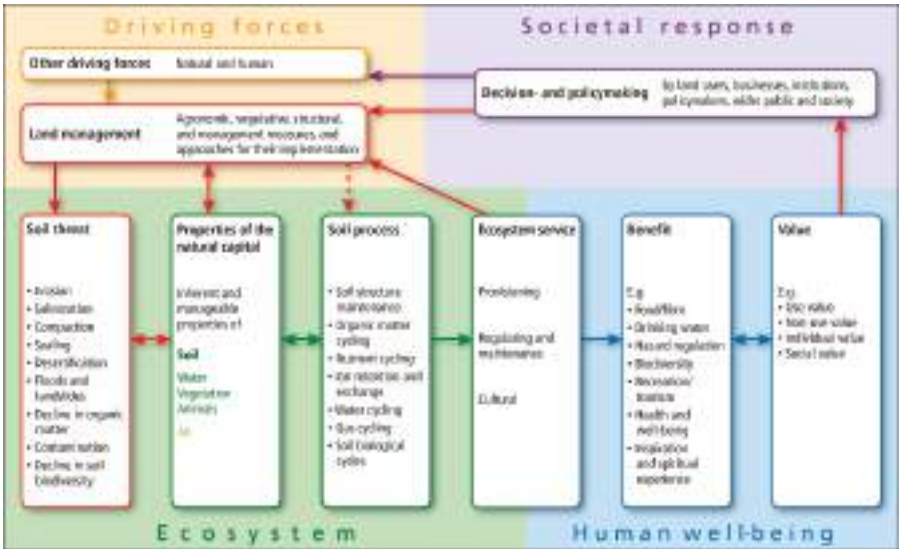 Driving forces
Societal response
Other driving forces
Natural and human
Decision- and policymaking
by land users, businesses, institutions,
policymakers, wider public and society
Land management
Agronomic, vegetative, structural,
and management measures, and
approaches for their implementation
Soil threat
• Erosion
• Salinization
• Compaction
• Sealing
• Desertification
• Floods and
landslides
• Decline in organic
matter
• Contamination
• Decline in soil
biodiversity
Properties of the
natural capital
Inherent and
manageable
properties of
Soil
Water
Vegetation
Animals
Air
Soil process
• Soil structure
maintenance
• Organic matter
cycling
• Nutrient cycling
• Ion retention and
exchange
• Water cycling
• Gas cycling
• Soil biological
cycles
Ecosystem service
Provisioning
Regulating and
maintenance
Cultural
Benefit
E.g.
• Food/fibre
• Drinking water
• Hazard regulation
• Biodiversity
• Recreation/
tourism
• Health and
well-being
• Inspiration
and spiritual
experience
Value
E.g.
• Use value
• Non-use value
• Individual value
• Social value
Ecosystem
Human well-being